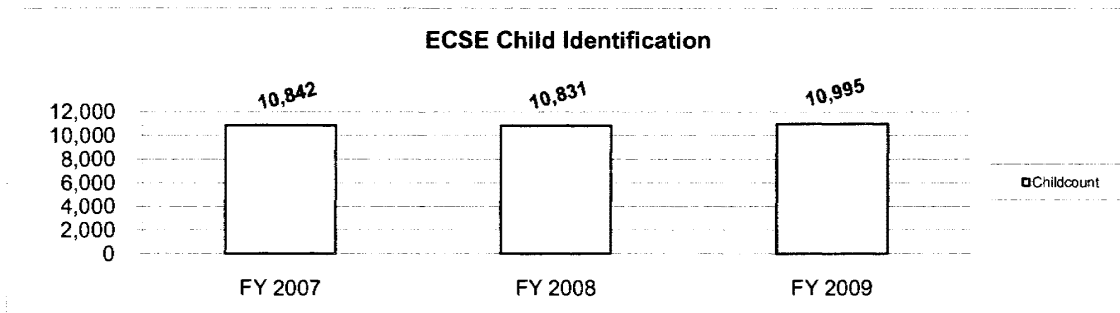 ECSE Child Identification
10,842
10,831
10,995
12,000
10,000
8,000
6,000
4,000
2,000
0
Childcount
FY 2007
FY 2008
FY 2009